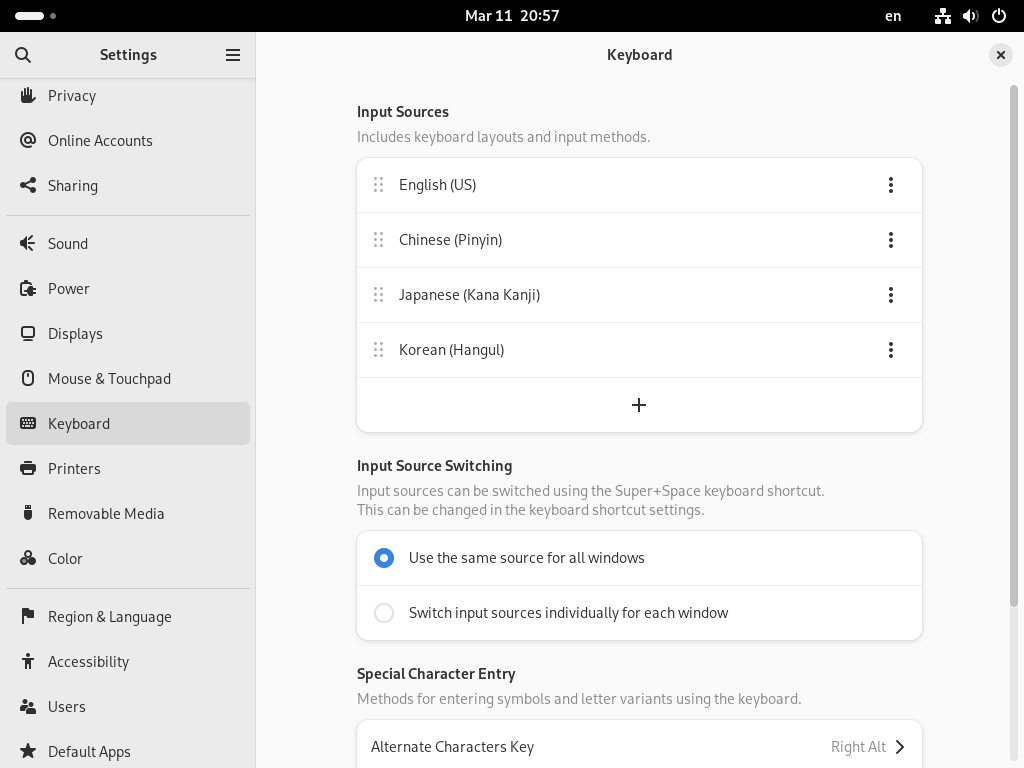 Mar 11 20:57
en
Settings
Keyboard
Privacy
Online Accounts
Sharing
Sound
Power
Displays
Mouse & Touchpad
Keyboard
Printers
Removable Media
Color
Region & Language
Accessibility
Users
Default Apps
Input Sources
Includes keyboard layouts and input methods.
English (US)
Chinese (Pinyin)
Japanese (Kana Kanji)
Korean (Hangul)
Input Source Switching
Input sources can be switched using the Super+Space keyboard shortcut.
This can be changed in the keyboard shortcut settings.
Use the same source for all windows
Switch input sources individually for each window
Special Character Entry
Methods for entering symbols and letter variants using the keyboard.
Alternate Characters Key
Right Alt